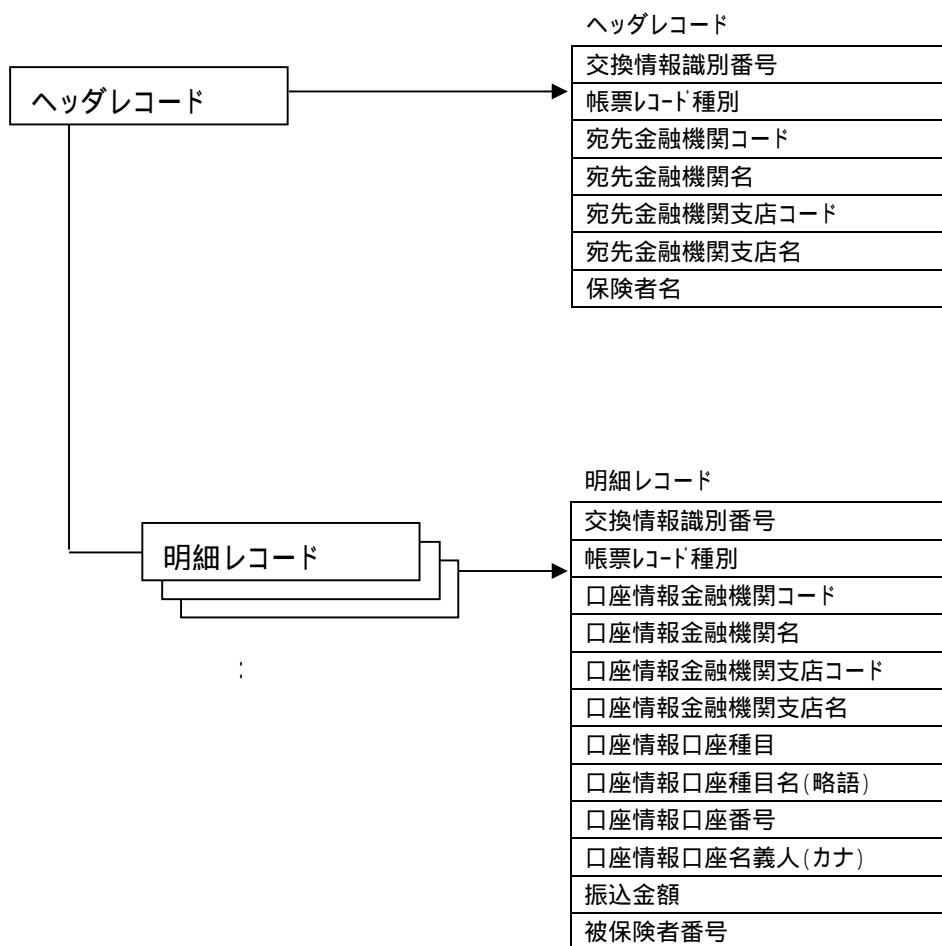 ヘッダレコード
ヘッダレコード
交換情報識別番号
帳票ﾚｺｰﾄﾞ種別
宛先金融機関コード
宛先金融機関名
宛先金融機関支店コード
宛先金融機関支店名
保険者名
明細レコード
明細レコード
:
交換情報識別番号
帳票ﾚｺｰﾄﾞ種別
口座情報金融機関コード
口座情報金融機関名
口座情報金融機関支店コード
口座情報金融機関支店名
口座情報口座種目
口座情報口座種目名(略語)
口座情報口座番号
口座情報口座名義人(カナ)
振込金額
被保険者番号